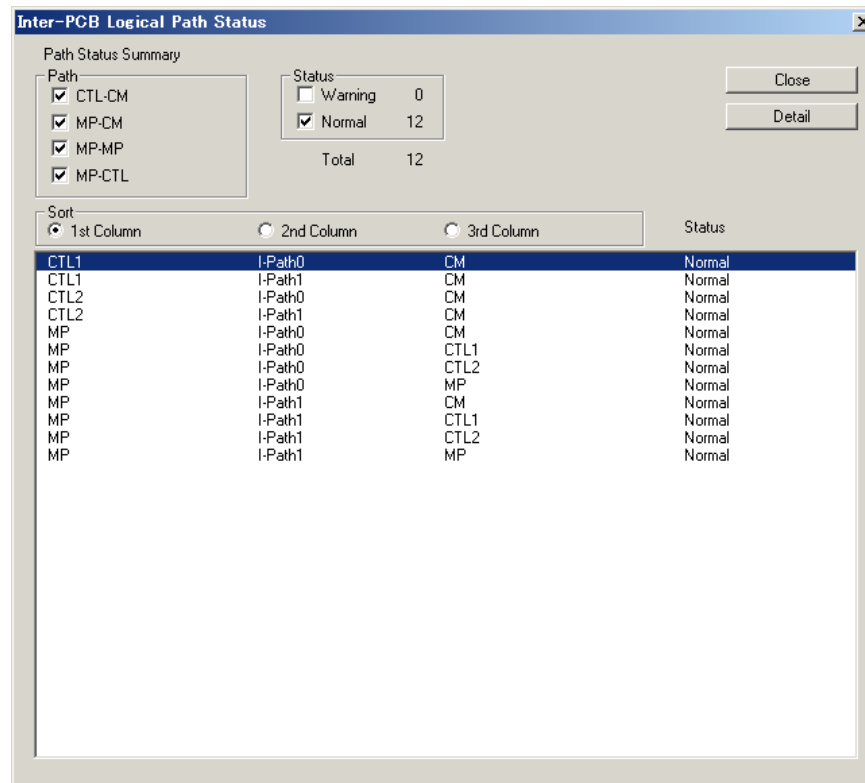 Inter-PCB Logical Path Status
Path Status Summary
Path
CTL-CM
MP-CM
MP-MP
MP-CTL
Status
Warning 0
Normal 12
Total 12
Close
Detail
Sort
1st Column 2nd Column 3rd Column Status
CTL1 I-Path0 CM Normal
CTL1 I-Path1 CM Normal
CTL2 I-Path0 CM Normal
CTL2 I-Path1 CM Normal
MP I-Path0 CM Normal
MP I-Path0 CTL1 Normal
MP I-Path0 CTL2 Normal
MP I-Path0 MP Normal
MP I-Path1 CM Normal
MP I-Path1 CTL1 Normal
MP I-Path1 CTL2 Normal
MP I-Path1 MP Normal